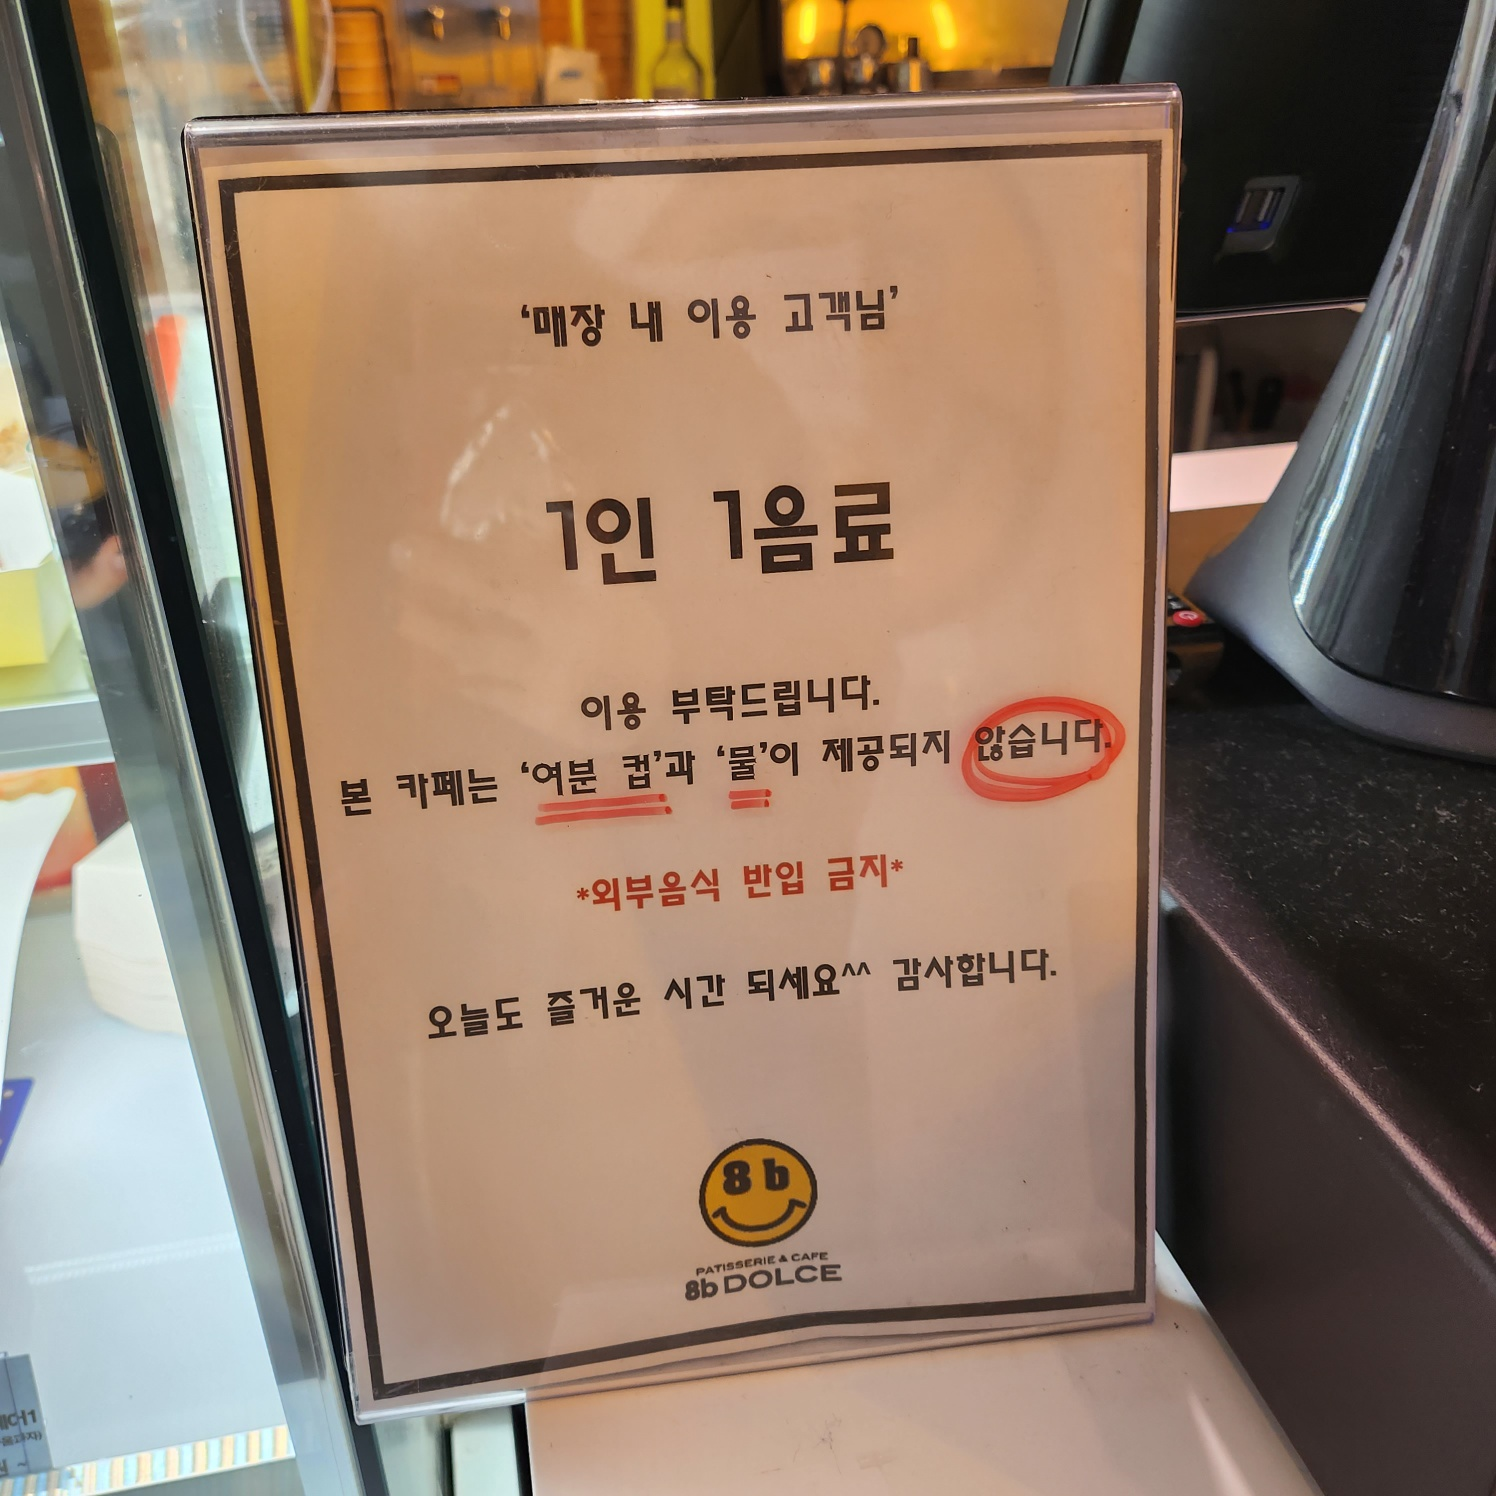 ‘매장 내 이용 고객님’
1인 1음료
이용 부탁드립니다.
본 카페는 ‘여분 컵’과 ‘물’이 제공되지 않습니다.
*외부음식 반입 금지*
오늘도 즐거운 시간 되세요^^ 감사합니다.
8b
PATISSERIE & CAFE
8b DOLCE